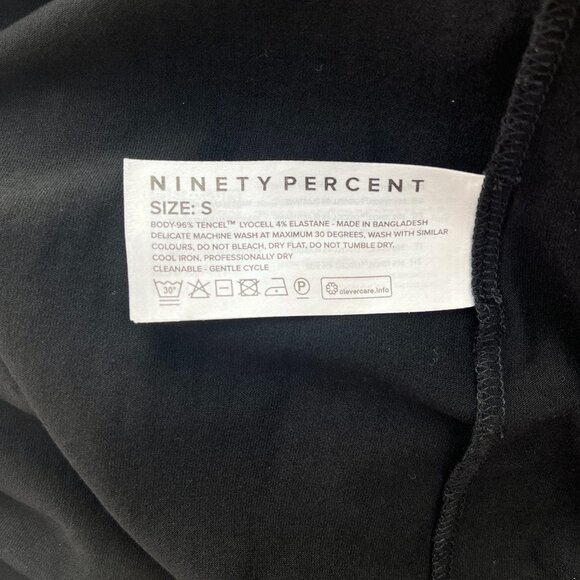 NINETY PERCENT
SIZE: S
BODY-96% TENCEL™ LYOCELL 4% ELASTANE - MADE IN BANGLADESH
DELICATE MACHINE WASH AT MAXIMUM 30 DEGREES, WASH WITH SIMILAR
COLOURS, DO NOT BLEACH, DRY FLAT, DO NOT TUMBLE DRY,
COOL IRON, PROFESSIONALLY DRY
CLEANABLE - GENTLE CYCLE
30° P clevercare.info